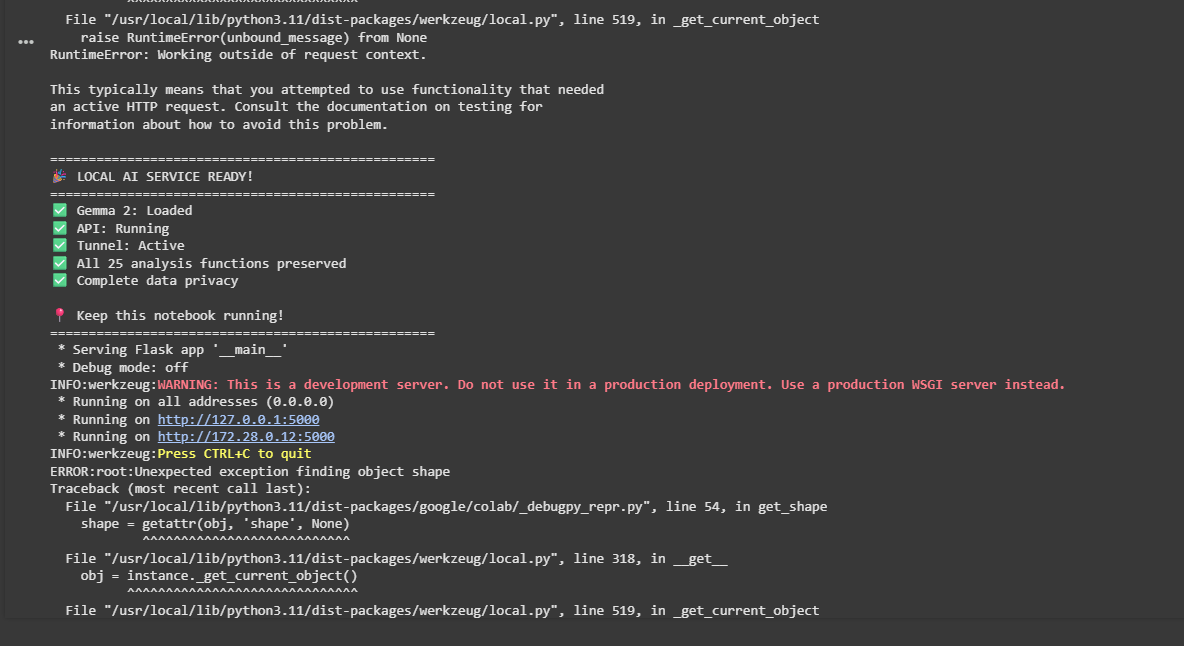 File "/usr/local/lib/python3.11/dist-packages/werkzeug/local.py", line 519, in _get_current_object
raise RuntimeError(unbound_message) from None
RuntimeError: Working outside of request context.
This typically means that you attempted to use functionality that needed
an active HTTP request. Consult the documentation on testing for
information about how to avoid this problem.
==================================================
🎉 LOCAL AI SERVICE READY!
==================================================
✅ Gemma 2: Loaded
✅ API: Running
✅ Tunnel: Active
✅ All 25 analysis functions preserved
✅ Complete data privacy
📍 Keep this notebook running!
==================================================
* Serving Flask app '__main__'
* Debug mode: off
INFO:werkzeug:WARNING: This is a development server. Do not use it in a production deployment. Use a production WSGI server instead.
* Running on all addresses (0.0.0.0)
* Running on http://127.0.0.1:5000
* Running on http://172.28.0.12:5000
INFO:werkzeug:Press CTRL+C to quit
ERROR:root:Unexpected exception finding object shape
Traceback (most recent call last):
File "/usr/local/lib/python3.11/dist-packages/google/colab/_debugpy_repr.py", line 54, in get_shape
shape = getattr(obj, 'shape', None)
^^^^^^^^^^^^^^^^^^^^^^^^^^^
File "/usr/local/lib/python3.11/dist-packages/werkzeug/local.py", line 318, in __get__
obj = instance._get_current_object()
^^^^^^^^^^^^^^^^^^^^^^^^^^^^^^
File "/usr/local/lib/python3.11/dist-packages/werkzeug/local.py", line 519, in _get_current_object